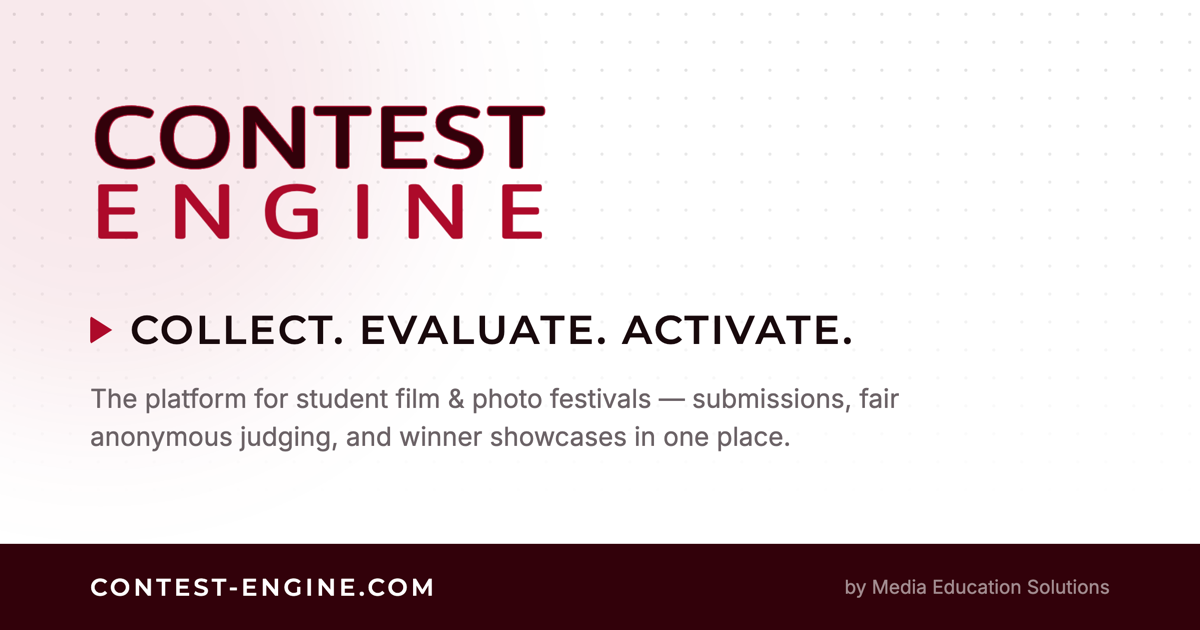 CONTEST
ENGINE
COLLECT. EVALUATE. ACTIVATE.
The platform for student film & photo festivals — submissions, fair
anonymous judging, and winner showcases in one place.
CONTEST-ENGINE.COM
by Media Education Solutions